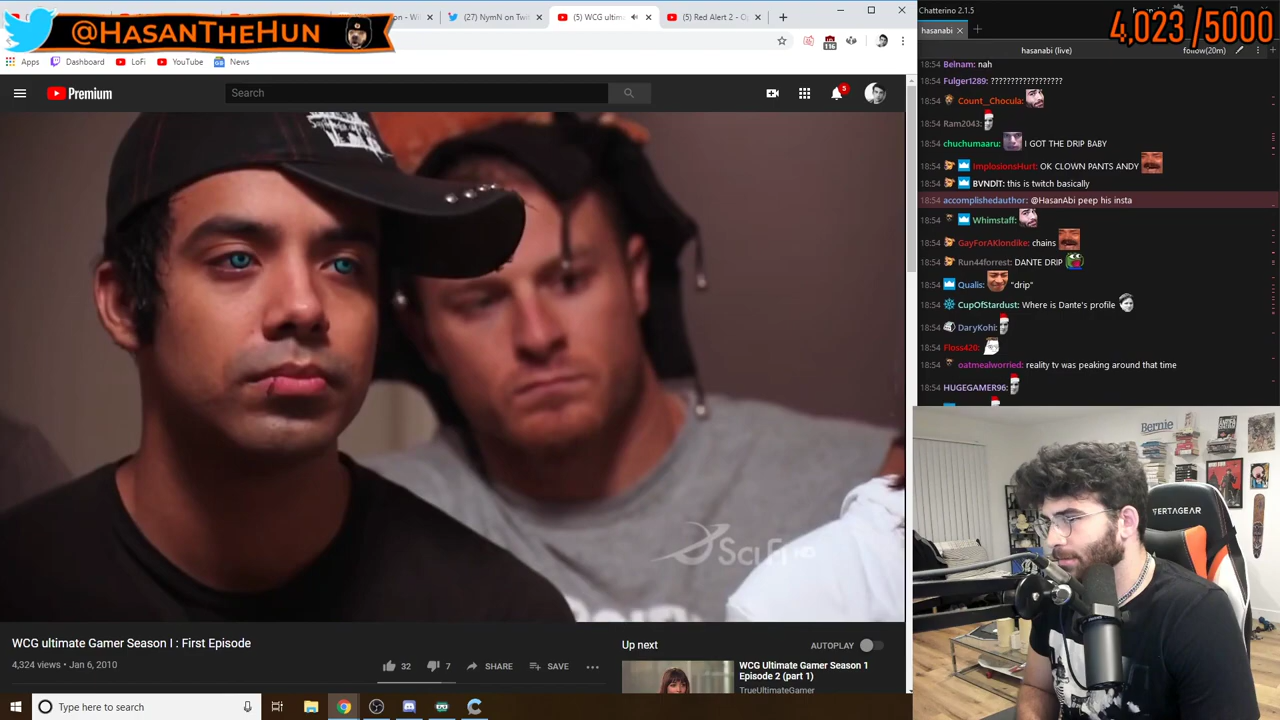 @HasanTheHun
(27) NymN on Twit
(5) WCG ultim
(5) Red Alert 2 - O
Chatterino 2.1.5
hasanabi
4,023 /5000
116
hasanabi (live)
follow(20m)
Apps Dashboard LoFi YouTube News
Premium
Search
5
18:54 Belnam: nah
18:54 Fulger1289: ??????????????????
18:54 Count__Chocula:
18:54 Ram2043:
18:54 chuchumaaru: I GOT THE DRIP BABY
18:54 ImplosionsHurt: OK CLOWN PANTS ANDY
18:54 BVNDIT: this is twitch basically
18:54 accomplishedauthor: @HasanAbi peep his insta
18:54 Whimstaff:
18:54 GayForAKlondike: chains
18:54 Run44forrest: DANTE DRIP
18:54 Qualis: "drip"
18:54 CupOfStardust: Where is Dante's profile
18:54 DaryKohi:
18:54 Floss420:
18:54 oatmealworried: reality tv was peaking around that time
18:54 HUGEGAMER96:
SciFi HD
Bernie
VERTAGEAR
WCG ultimate Gamer Season I : First Episode
4,324 views • Jan 6, 2010
32 7 SHARE SAVE
Up next
AUTOPLAY
WCG Ultimate Gamer Season 1
Episode 2 (part 1)
TrueUltimateGamer
Type here to search